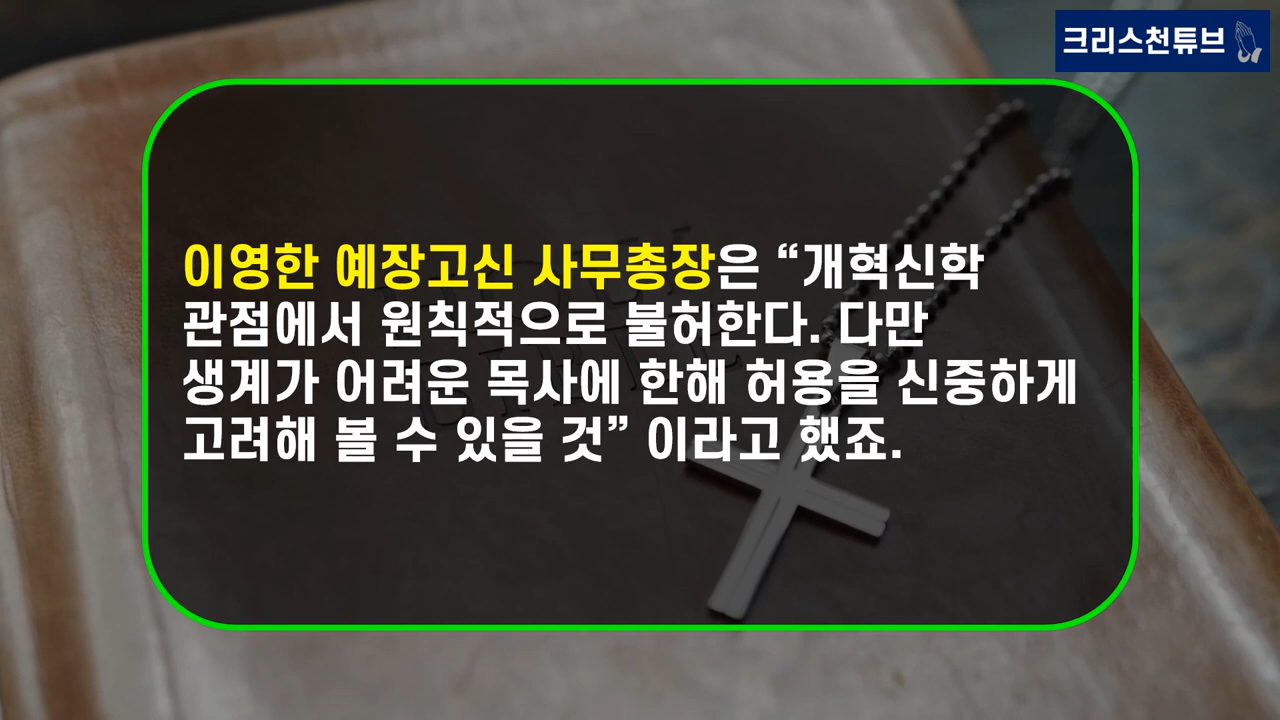 크리스천튜브
이영한 예장고신 사무총장은 “개혁신학
관점에서 원칙적으로 불허한다. 다만
생계가 어려운 목사에 한해 허용을 신중하게
고려해 볼 수 있을 것” 이라고 했죠.